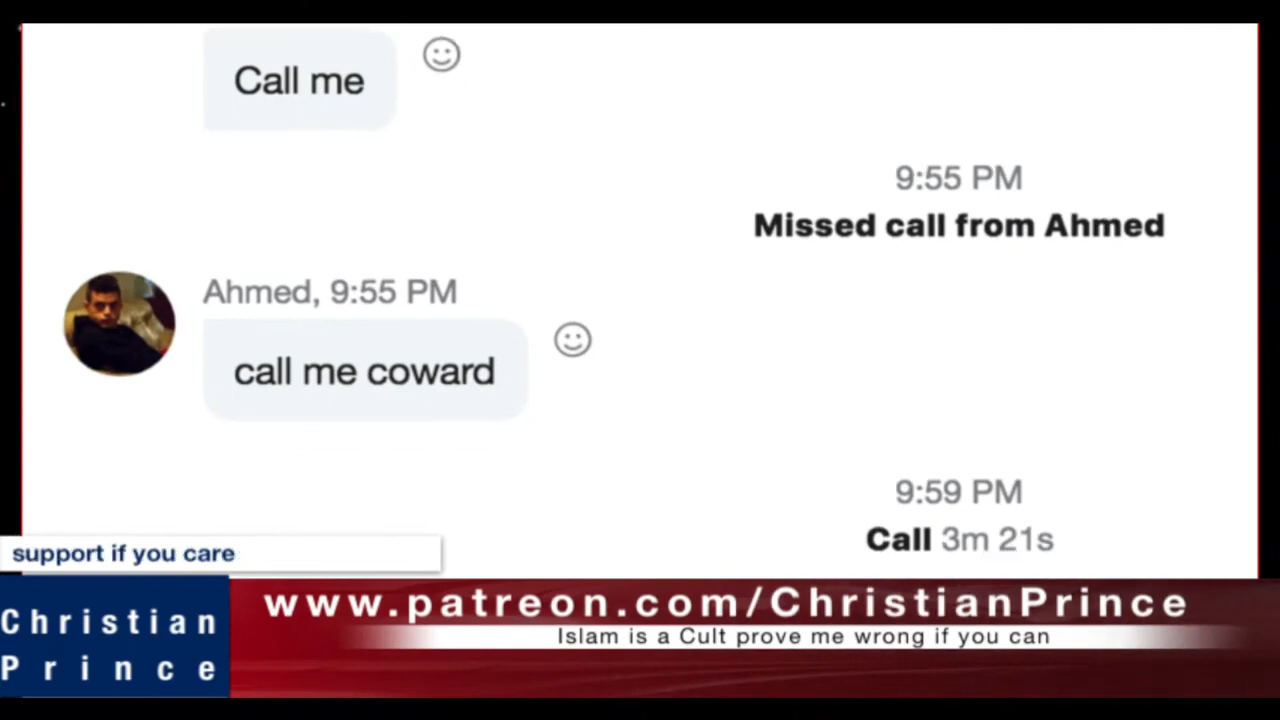 Call me
9:55 PM
Missed call from Ahmed
Ahmed, 9:55 PM
call me coward
9:59 PM
Call 3m 21s
support if you care
Christian
Prince
www.patreon.com/ChristianPrince
Islam is a Cult prove me wrong if you can